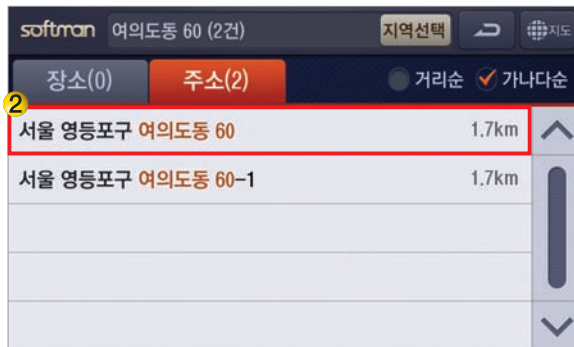 softman 여의도동 60 (2건) 지역선택 지도
장소(0) 주소(2) 거리순 가나다순
2
서울 영등포구 여의도동 60 1.7km
서울 영등포구 여의도동 60-1 1.7km